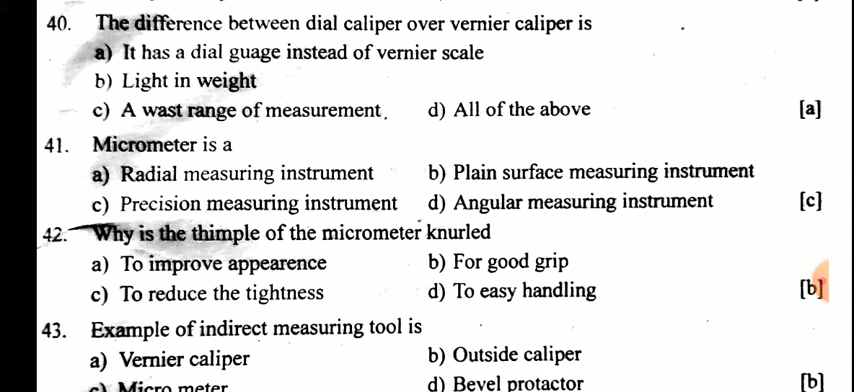 40. The difference between dial caliper over vernier caliper is
a) It has a dial guage instead of vernier scale
b) Light in weight
c) A wast range of measurement. d) All of the above [a]
41. Micrometer is a
a) Radial measuring instrument b) Plain surface measuring instrument
c) Precision measuring instrument d) Angular measuring instrument [c]
42. Why is the thimple of the micrometer knurled
a) To improve appearence b) For good grip
c) To reduce the tightness d) To easy handling [b]
43. Example of indirect measuring tool is
a) Vernier caliper b) Outside caliper
c) Micro meter d) Bevel protactor [b]